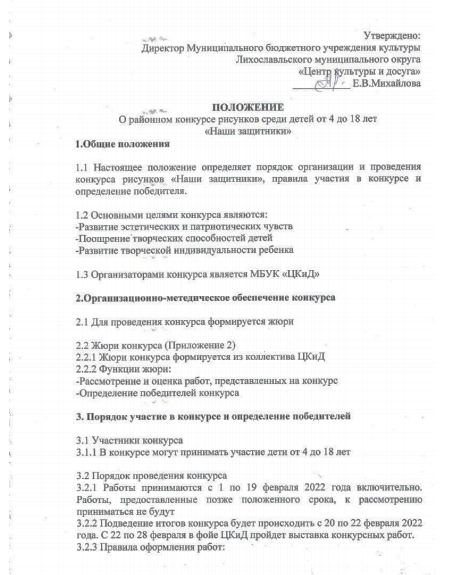 Утверждено:
Директор Муниципального бюджетного учреждения культуры
Лихославльского муниципального округа
«Центр культуры и досуга»
Е.В.Михайлова
ПОЛОЖЕНИЕ
О районном конкурсе рисунков среди детей от 4 до 18 лет
«Наши защитники»
1.Общие положения
1.1 Настоящее положение определяет порядок организации и проведения
конкурса рисунков «Наши защитники», правила участия в конкурсе и
определение победителя.
1.2 Основными целями конкурса являются:
-Развитие эстетических и патриотических чувств
-Поощрение творческих способностей детей
-Развитие творческой индивидуальности ребенка
1.3 Организаторами конкурса является МБУК «ЦКиД»
2.Организационно-методическое обеспечение конкурса
2.1 Для проведения конкурса формируется жюри
2.2 Жюри конкурса (Приложение 2)
2.2.1 Жюри конкурса формируется из коллектива ЦКиД
2.2.2 Функции жюри:
-Рассмотрение и оценка работ, представленных на конкурс
-Определение победителей конкурса
3. Порядок участие в конкурсе и определение победителей
3.1 Участники конкурса
3.1.1 В конкурсе могут принимать участие дети от 4 до 18 лет
3.2 Порядок проведения конкурса
3.2.1 Работы принимаются с 1 по 19 февраля 2022 года включительно.
Работы, предоставленные позже положенного срока, к рассмотрению
приниматься не будут
3.2.2 Подведение итогов конкурса будет происходить с 20 по 22 февраля 2022
года. С 22 по 28 февраля в фойе ЦКиД пройдет выставка конкурсных работ.
3.2.3 Правила оформления работ: